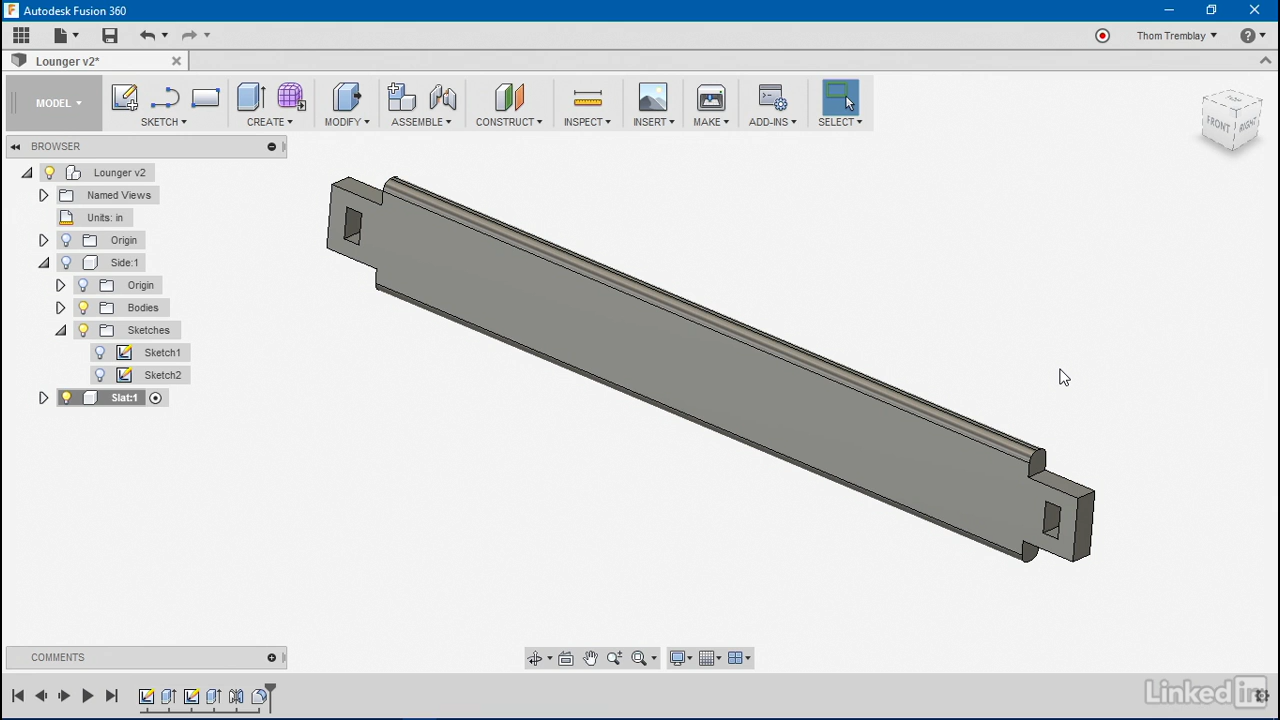 Autodesk Fusion 360
Thom Tremblay
Lounger v2*
MODEL
SKETCH
CREATE
MODIFY
ASSEMBLE
CONSTRUCT
INSPECT
INSERT
MAKE
ADD-INS
SELECT
FRONT
RIGHT
BROWSER
Lounger v2
Named Views
Units: in
Origin
Side:1
Origin
Bodies
Sketches
Sketch1
Sketch2
Slat:1
COMMENTS
LinkedIn